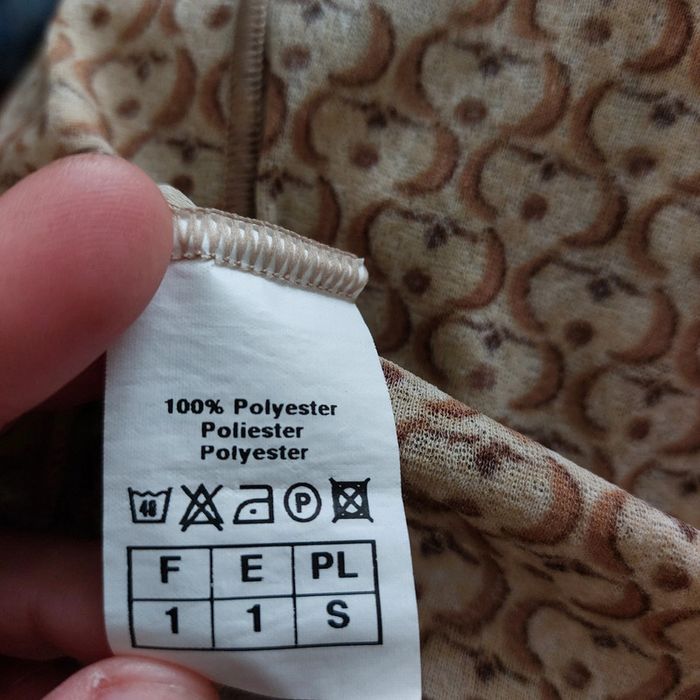 100% Polyester
Poliester
Polyester
40 P
F E PL
1 1 S